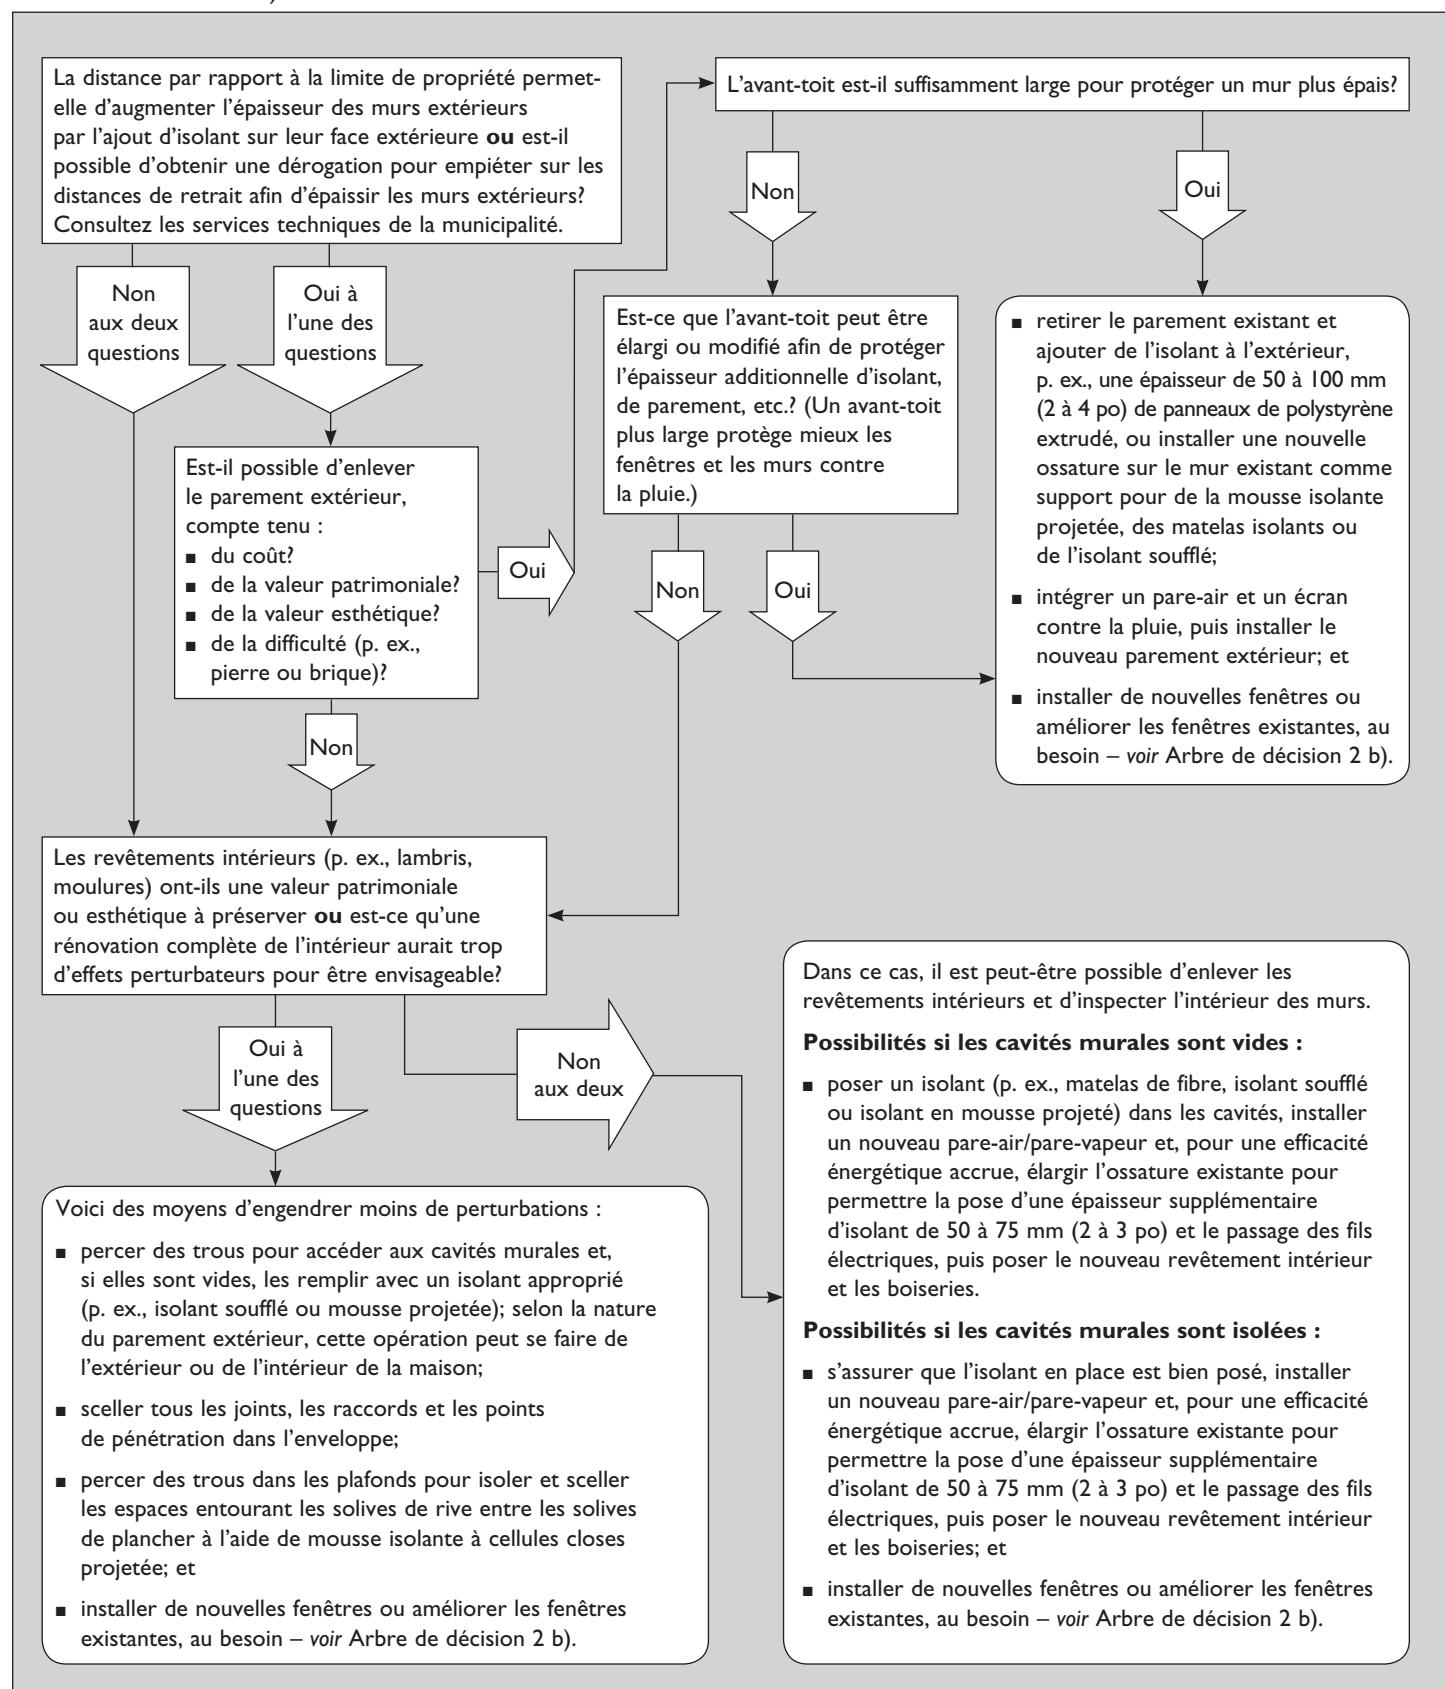 La distance par rapport à la limite de propriété permet-
elle d'augmenter l'épaisseur des murs extérieurs
par l'ajout d'isolant sur leur face extérieure ou est-il
possible d'obtenir une dérogation pour empiéter sur les
distances de retrait afin d'épaissir les murs extérieurs?
Consultez les services techniques de la municipalité.
Non
aux deux
questions
Oui à
l'une des
questions
Est-il possible d'enlever
le parement extérieur,
compte tenu :
■ du coût?
■ de la valeur patrimoniale?
■ de la valeur esthétique?
■ de la difficulté (p. ex.,
pierre ou brique)?
Oui
Non
L'avant-toit est-il suffisamment large pour protéger un mur plus épais?
Non
Oui
Est-ce que l'avant-toit peut être
élargi ou modifié afin de protéger
l'épaisseur additionnelle d'isolant,
de parement, etc.? (Un avant-toit
plus large protège mieux les
fenêtres et les murs contre
la pluie.)
Non
Oui
■ retirer le parement existant et
ajouter de l'isolant à l'extérieur,
p. ex., une épaisseur de 50 à 100 mm
(2 à 4 po) de panneaux de polystyrène
extrudé, ou installer une nouvelle
ossature sur le mur existant comme
support pour de la mousse isolante
projetée, des matelas isolants ou
de l'isolant soufflé;
■ intégrer un pare-air et un écran
contre la pluie, puis installer le
nouveau parement extérieur; et
■ installer de nouvelles fenêtres ou
améliorer les fenêtres existantes, au
besoin – voir Arbre de décision 2 b).
Les revêtements intérieurs (p. ex., lambris,
moulures) ont-ils une valeur patrimoniale
ou esthétique à préserver ou est-ce qu'une
rénovation complète de l'intérieur aurait trop
d'effets perturbateurs pour être envisageable?
Oui à
l'une des
questions
Non
aux deux
Voici des moyens d'engendrer moins de perturbations :
■ percer des trous pour accéder aux cavités murales et,
si elles sont vides, les remplir avec un isolant approprié
(p. ex., isolant soufflé ou mousse projetée); selon la nature
du parement extérieur, cette opération peut se faire de
l'extérieur ou de l'intérieur de la maison;
■ sceller tous les joints, les raccords et les points
de pénétration dans l'enveloppe;
■ percer des trous dans les plafonds pour isoler et sceller
les espaces entourant les solives de rive entre les solives
de plancher à l'aide de mousse isolante à cellules closes
projetée; et
■ installer de nouvelles fenêtres ou améliorer les fenêtres
existantes, au besoin – voir Arbre de décision 2 b).
Dans ce cas, il est peut-être possible d'enlever les
revêtements intérieurs et d'inspecter l'intérieur des murs.
Possibilités si les cavités murales sont vides :
■ poser un isolant (p. ex., matelas de fibre, isolant soufflé
ou isolant en mousse projeté) dans les cavités, installer
un nouveau pare-air/pare-vapeur et, pour une efficacité
énergétique accrue, élargir l'ossature existante pour
permettre la pose d'une épaisseur supplémentaire
d'isolant de 50 à 75 mm (2 à 3 po) et le passage des fils
électriques, puis poser le nouveau revêtement intérieur
et les boiseries.
Possibilités si les cavités murales sont isolées :
■ s'assurer que l'isolant en place est bien posé, installer
un nouveau pare-air/pare-vapeur et, pour une efficacité
énergétique accrue, élargir l'ossature existante pour
permettre la pose d'une épaisseur supplémentaire
d'isolant de 50 à 75 mm (2 à 3 po) et le passage des fils
électriques, puis poser le nouveau revêtement intérieur
et les boiseries; et
■ installer de nouvelles fenêtres ou améliorer les fenêtres
existantes, au besoin – voir Arbre de décision 2 b).